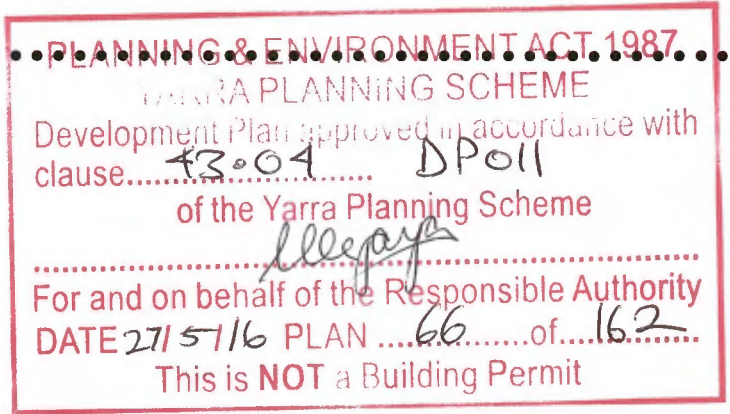 PLANNING & ENVIRONMENT ACT 1987
YARRA PLANNING SCHEME
Development Plan approved in accordance with
clause.....43.04..... DPO11
of the Yarra Planning Scheme
For and on behalf of the Responsible Authority
DATE 27/5/16 PLAN ....66....of....162....
This is NOT a Building Permit